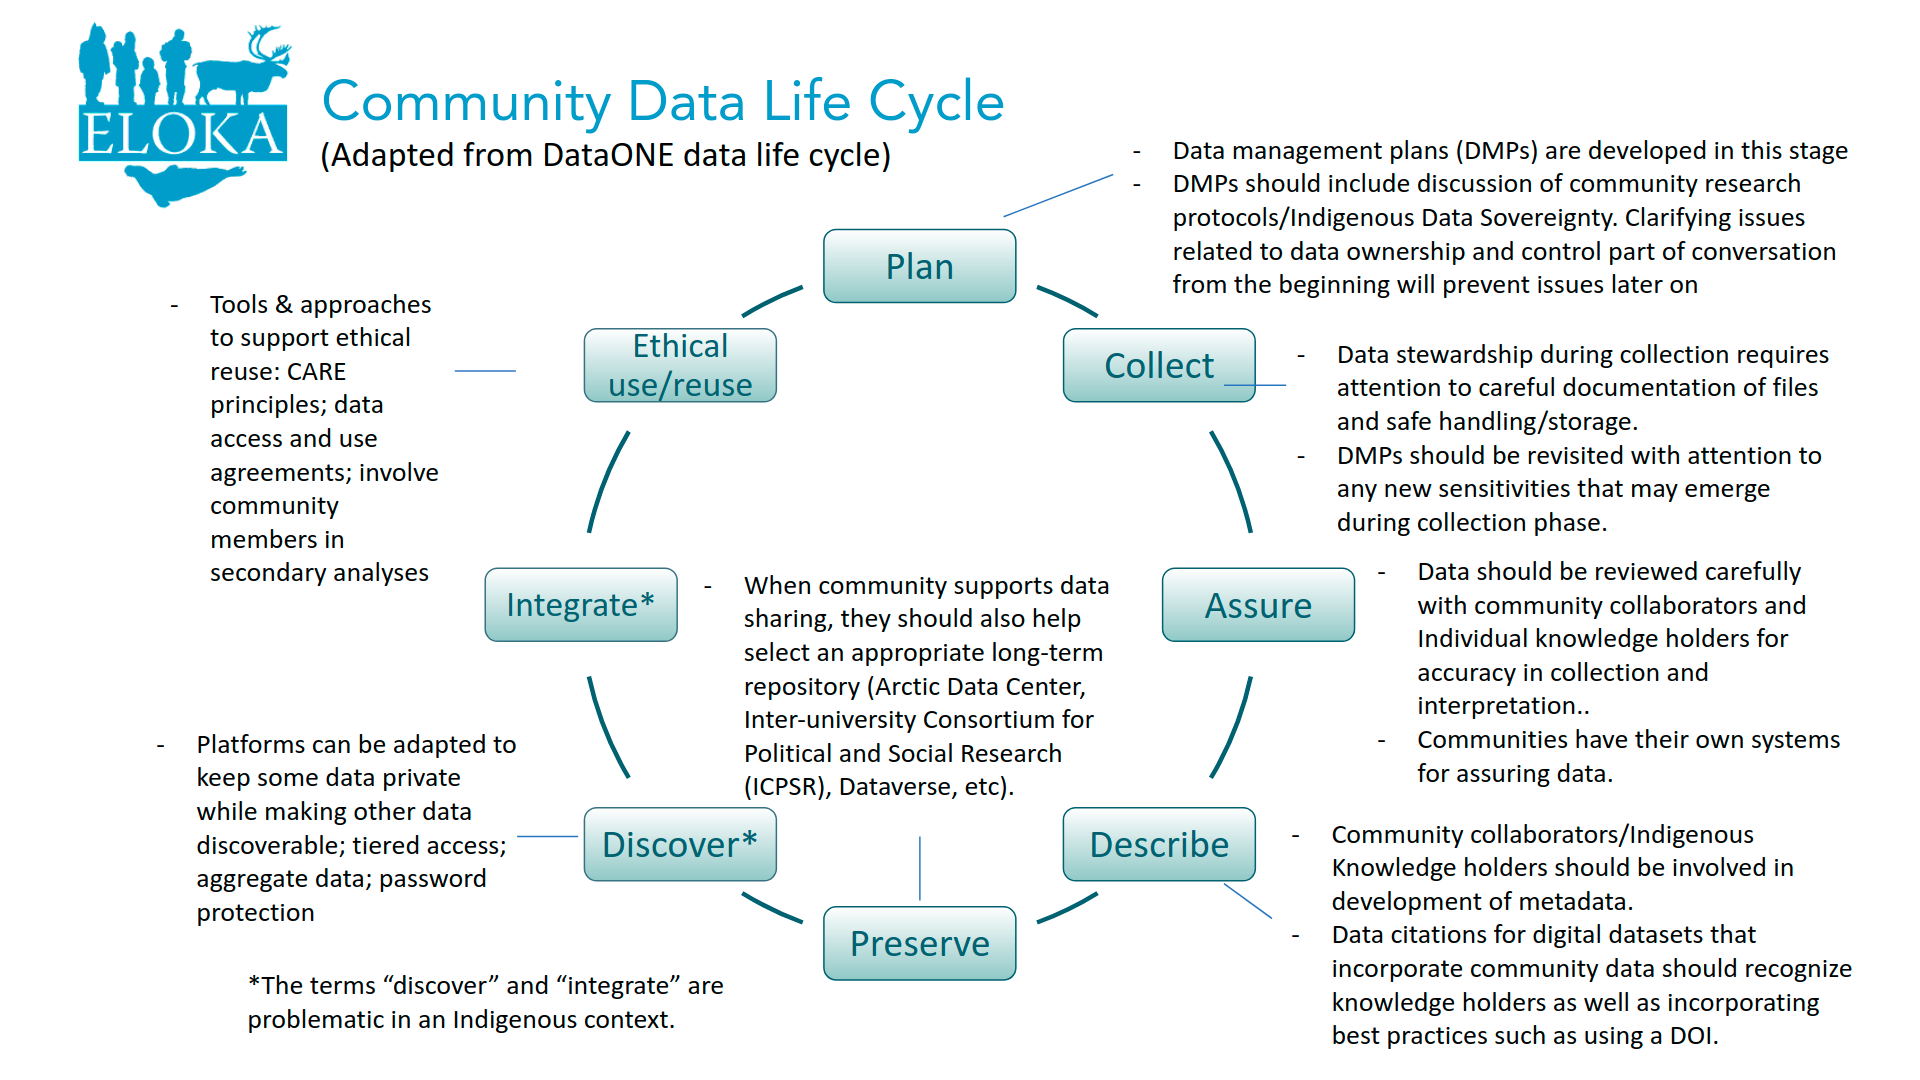 ELOKA
Community Data Life Cycle
(Adapted from DataONE data life cycle)
- Data management plans (DMPs) are developed in this stage
- DMPs should include discussion of community research
protocols/Indigenous Data Sovereignty. Clarifying issues
related to data ownership and control part of conversation
from the beginning will prevent issues later on
Plan
Collect
- Data stewardship during collection requires
attention to careful documentation of files
and safe handling/storage.
- DMPs should be revisited with attention to
any new sensitivities that may emerge
during collection phase.
Assure
- Data should be reviewed carefully
with community collaborators and
Individual knowledge holders for
accuracy in collection and
interpretation..
- Communities have their own systems
for assuring data.
Describe
- Community collaborators/Indigenous
Knowledge holders should be involved in
development of metadata.
- Data citations for digital datasets that
incorporate community data should recognize
knowledge holders as well as incorporating
best practices such as using a DOI.
Preserve
- When community supports data
sharing, they should also help
select an appropriate long-term
repository (Arctic Data Center,
Inter-university Consortium for
Political and Social Research
(ICPSR), Dataverse, etc).
Discover*
- Platforms can be adapted to
keep some data private
while making other data
discoverable; tiered access;
aggregate data; password
protection
Integrate*
Ethical
use/reuse
- Tools & approaches
to support ethical
reuse: CARE
principles; data
access and use
agreements; involve
community
members in
secondary analyses
*The terms “discover” and “integrate” are
problematic in an Indigenous context.